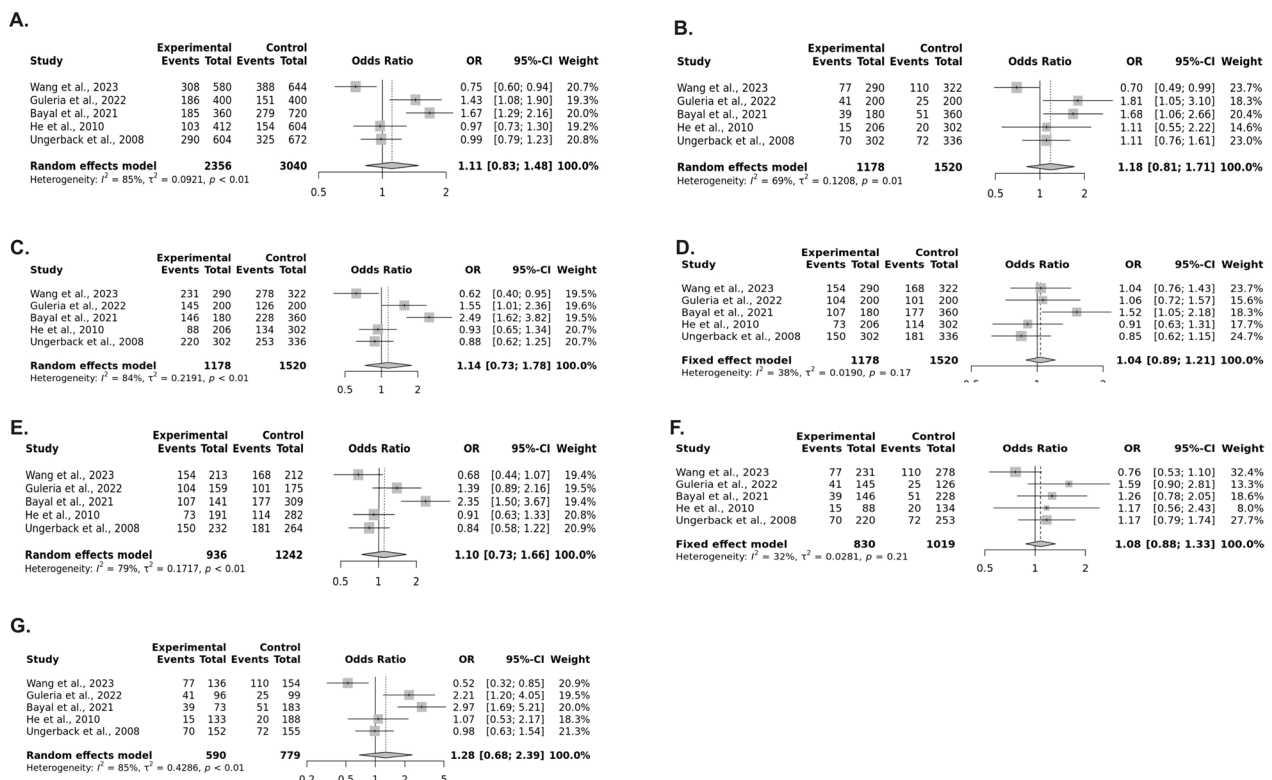 A.
Experimental Control
Study Events Total Events Total Odds Ratio OR 95%-CI Weight
Wang et al., 2023 308 580 388 644 0.75 [0.60; 0.94] 20.7%
Guleria et al., 2022 186 400 151 400 1.43 [1.08; 1.90] 19.3%
Bayal et al., 2021 185 360 279 720 1.67 [1.29; 2.16] 20.0%
He et al., 2010 103 412 154 604 0.97 [0.73; 1.30] 19.2%
Ungerback et al., 2008 290 604 325 672 0.99 [0.79; 1.23] 20.8%
Random effects model 2356 3040 1.11 [0.83; 1.48] 100.0%
Heterogeneity: I² = 85%, τ² = 0.0921, p < 0.01
0.5 1 2
B.
Experimental Control
Study Events Total Events Total Odds Ratio OR 95%-CI Weight
Wang et al., 2023 77 290 110 322 0.70 [0.49; 0.99] 23.7%
Guleria et al., 2022 41 200 25 200 1.81 [1.05; 3.10] 18.3%
Bayal et al., 2021 39 180 51 360 1.68 [1.06; 2.66] 20.5%
He et al., 2010 15 206 20 302 1.11 [0.55; 2.22] 14.6%
Ungerback et al., 2008 70 302 72 336 1.11 [0.76; 1.61] 23.0%
Random effects model 1178 1520 1.18 [0.81; 1.71] 100.0%
Heterogeneity: I² = 69%, τ² = 0.1208, p = 0.01
0.5 1 2
C.
Experimental Control
Study Events Total Events Total Odds Ratio OR 95%-CI Weight
Wang et al., 2023 231 290 278 322 0.62 [0.40; 0.95] 19.5%
Guleria et al., 2022 145 200 126 200 1.55 [1.01; 2.36] 19.6%
Bayal et al., 2021 146 180 228 360 2.49 [1.62; 3.82] 19.5%
He et al., 2010 88 206 134 302 0.93 [0.65; 1.34] 20.7%
Ungerback et al., 2008 220 302 253 336 0.88 [0.62; 1.25] 20.7%
Random effects model 1178 1520 1.14 [0.73; 1.78] 100.0%
Heterogeneity: I² = 84%, τ² = 0.2191, p < 0.01
0.5 1 2
D.
Experimental Control
Study Events Total Events Total Odds Ratio OR 95%-CI Weight
Wang et al., 2023 154 290 168 322 1.04 [0.76; 1.43] 23.7%
Guleria et al., 2022 104 200 101 200 1.06 [0.72; 1.57] 15.6%
Bayal et al., 2021 107 180 177 360 1.52 [1.05; 2.18] 18.3%
He et al., 2010 73 206 114 302 0.91 [0.63; 1.31] 17.7%
Ungerback et al., 2008 150 302 181 336 0.85 [0.62; 1.15] 24.7%
Fixed effect model 1178 1520 1.04 [0.89; 1.21] 100.0%
Heterogeneity: I² = 38%, τ² = 0.0190, p = 0.17
E.
Experimental Control
Study Events Total Events Total Odds Ratio OR 95%-CI Weight
Wang et al., 2023 154 213 168 212 0.68 [0.44; 1.07] 19.4%
Guleria et al., 2022 104 159 101 175 1.39 [0.89; 2.16] 19.5%
Bayal et al., 2021 107 141 177 309 2.35 [1.50; 3.67] 19.4%
He et al., 2010 73 191 114 282 0.91 [0.63; 1.33] 20.8%
Ungerback et al., 2008 150 232 181 264 0.84 [0.58; 1.22] 20.9%
Random effects model 936 1242 1.10 [0.73; 1.66] 100.0%
Heterogeneity: I² = 79%, τ² = 0.1717, p < 0.01
0.5 1 2
F.
Experimental Control
Study Events Total Events Total Odds Ratio OR 95%-CI Weight
Wang et al., 2023 77 231 110 278 0.76 [0.53; 1.10] 32.4%
Guleria et al., 2022 41 145 25 126 1.59 [0.90; 2.81] 13.3%
Bayal et al., 2021 39 146 51 228 1.26 [0.78; 2.05] 18.6%
He et al., 2010 15 88 20 134 1.17 [0.56; 2.43] 8.0%
Ungerback et al., 2008 70 220 72 253 1.17 [0.79; 1.74] 27.7%
Fixed effect model 830 1019 1.08 [0.88; 1.33] 100.0%
Heterogeneity: I² = 32%, τ² = 0.0281, p = 0.21
0.5 1 2
G.
Experimental Control
Study Events Total Events Total Odds Ratio OR 95%-CI Weight
Wang et al., 2023 77 136 110 154 0.52 [0.32; 0.85] 20.9%
Guleria et al., 2022 41 96 25 99 2.21 [1.20; 4.05] 19.5%
Bayal et al., 2021 39 73 51 183 2.97 [1.69; 5.21] 20.0%
He et al., 2010 15 133 20 188 1.07 [0.53; 2.17] 18.3%
Ungerback et al., 2008 70 152 72 155 0.98 [0.63; 1.54] 21.3%
Random effects model 590 779 1.28 [0.68; 2.39] 100.0%
Heterogeneity: I² = 85%, τ² = 0.4286, p < 0.01
0.2 0.5 1 2 5